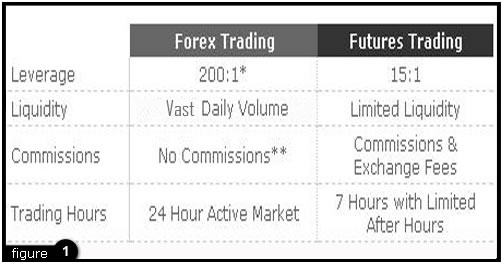 Forex Trading Futures Trading
Leverage 200:1* 15:1
Liquidity Vast Daily Volume Limited Liquidity
Commissions No Commissions** Commissions &
Exchange Fees
Trading Hours 24 Hour Active Market 7 Hours with Limited
After Hours
figure 1